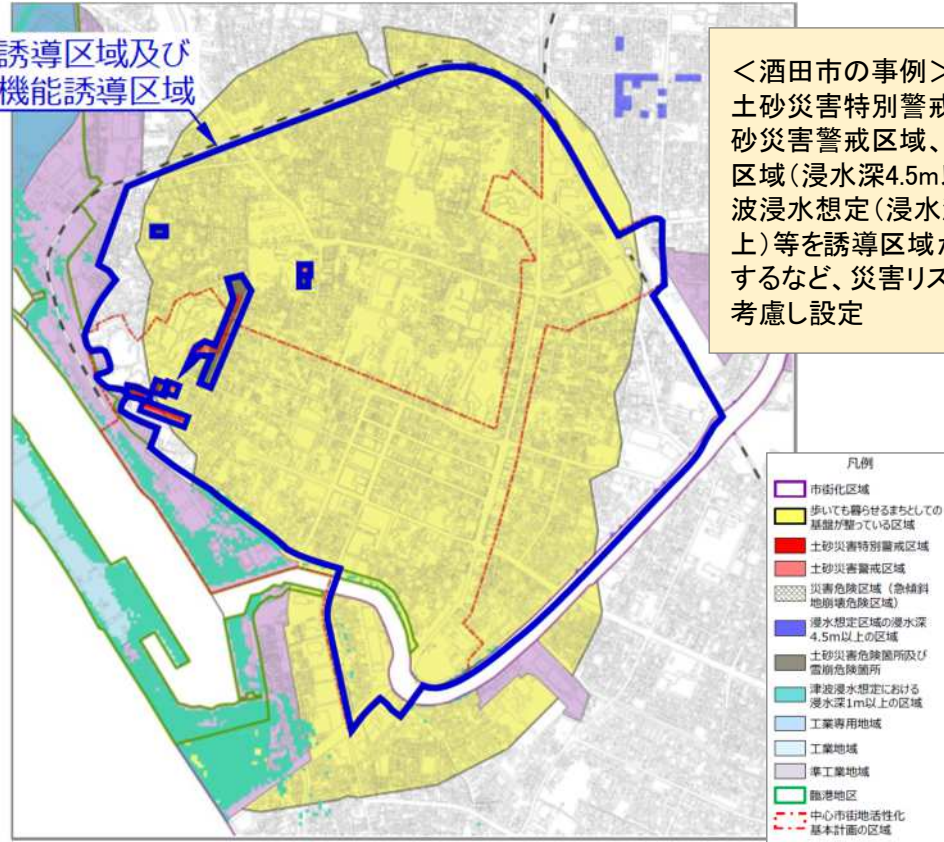 誘導区域及び
機能誘導区域
＜酒田市の事例＞
土砂災害特別警戒
砂災害警戒区域、
区域（浸水深4.5m
波浸水想定（浸水
上）等を誘導区域
するなど、災害リス
考慮し設定
凡例
市街化区域
歩いても暮らせるまちとしての
基盤が整っている区域
土砂災害特別警戒区域
土砂災害警戒区域
災害危険区域（急傾斜
地崩壊危険区域）
浸水想定区域の浸水深
4.5m以上の区域
土砂災害危険箇所及び
雪崩危険箇所
津波浸水想定における
浸水深1m以上の区域
工業専用地域
工業地域
準工業地域
臨港地区
中心市街地活性化
基本計画の区域